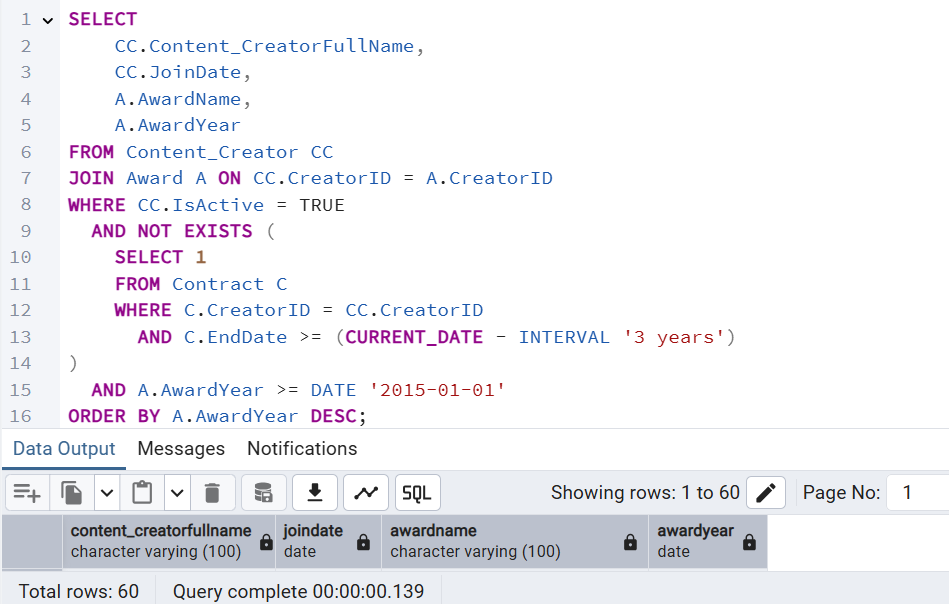 1 SELECT
2 CC.Content_CreatorFullName,
3 CC.JoinDate,
4 A.AwardName,
5 A.AwardYear
6 FROM Content_Creator CC
7 JOIN Award A ON CC.CreatorID = A.CreatorID
8 WHERE CC.IsActive = TRUE
9 AND NOT EXISTS (
10 SELECT 1
11 FROM Contract C
12 WHERE C.CreatorID = CC.CreatorID
13 AND C.EndDate >= (CURRENT_DATE - INTERVAL '3 years')
14 )
15 AND A.AwardYear >= DATE '2015-01-01'
16 ORDER BY A.AwardYear DESC;
Data Output Messages Notifications
SQL Showing rows: 1 to 60 Page No: 1
content_creatorfullname joindate awardname awardyear
character varying (100) date character varying (100) date
Total rows: 60 Query complete 00:00:00.139